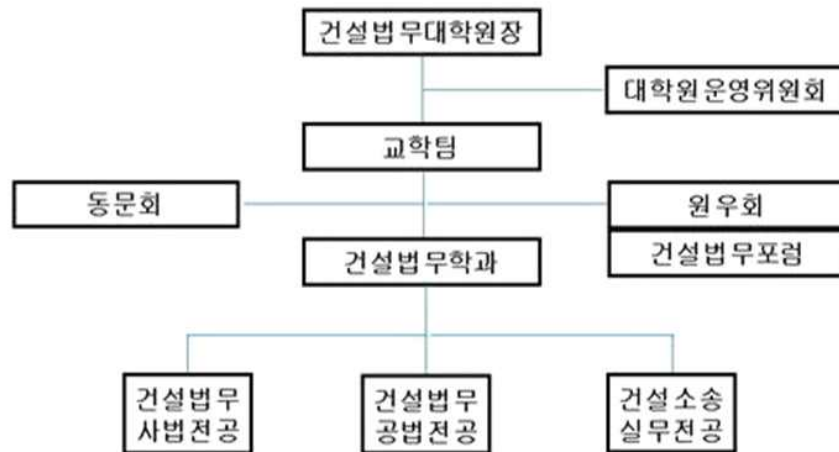 건설법무대학원장
대학원운영위원회
교학팀
동문회
원우회
건설법무학과
건설법무포럼
건설법무
사법전공
건설법무
공법전공
건설소송
실무전공